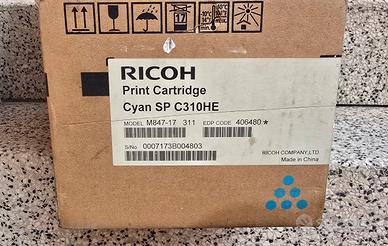 RICOH
Print Cartridge
Cyan SP C310HE
MODEL M847-17 311 EDP CODE 406480 *
S/No 0007173B004803
RICOH COMPANY,LTD.
Made in China